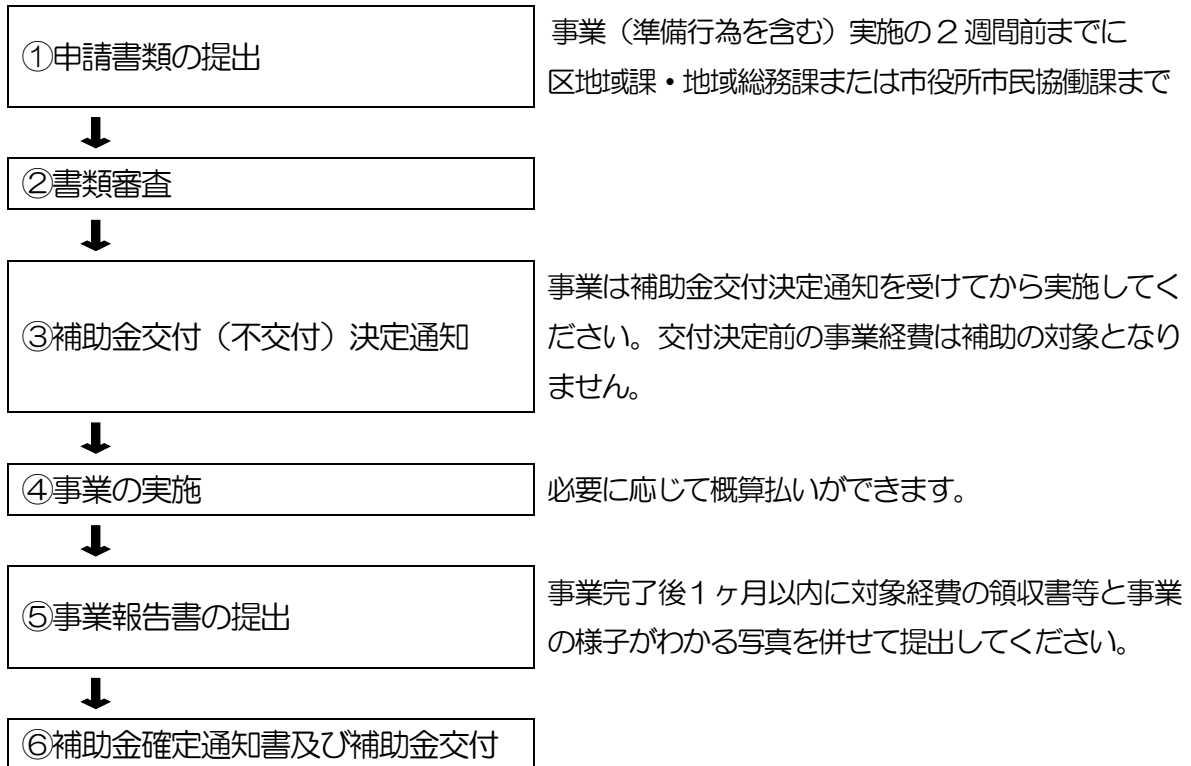 ①申請書類の提出
事業（準備行為を含む）実施の２週間前までに
区地域課・地域総務課または市役所市民協働課まで
②書類審査
③補助金交付（不交付）決定通知
事業は補助金交付決定通知を受けてから実施してく
ださい。交付決定前の事業経費は補助の対象となり
ません。
④事業の実施
必要に応じて概算払いができます。
⑤事業報告書の提出
事業完了後１ヶ月以内に対象経費の領収書等と事業
の様子がわかる写真を併せて提出してください。
⑥補助金確定通知書及び補助金交付